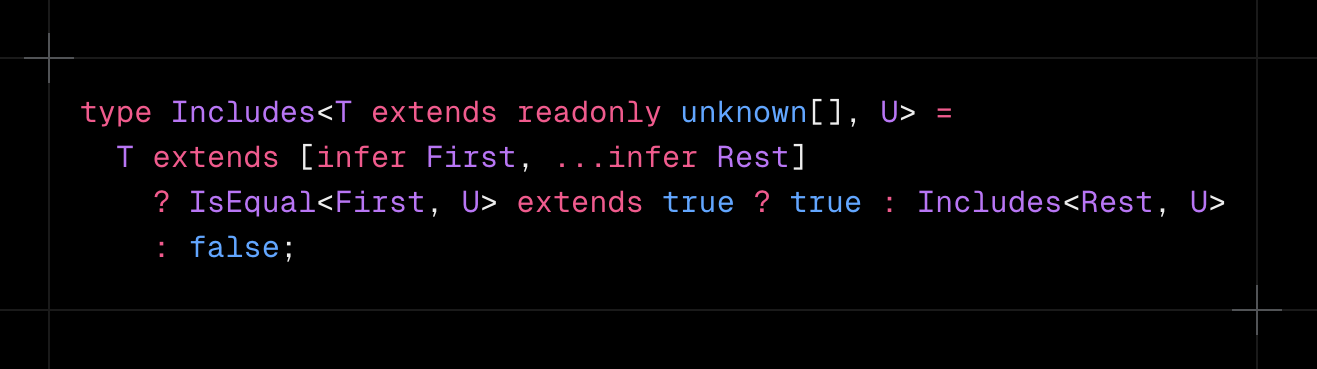 type Includes<T extends readonly unknown[], U> =
  T extends [infer First, ...infer Rest]
    ? IsEqual<First, U> extends true ? true : Includes<Rest, U>
    : false;